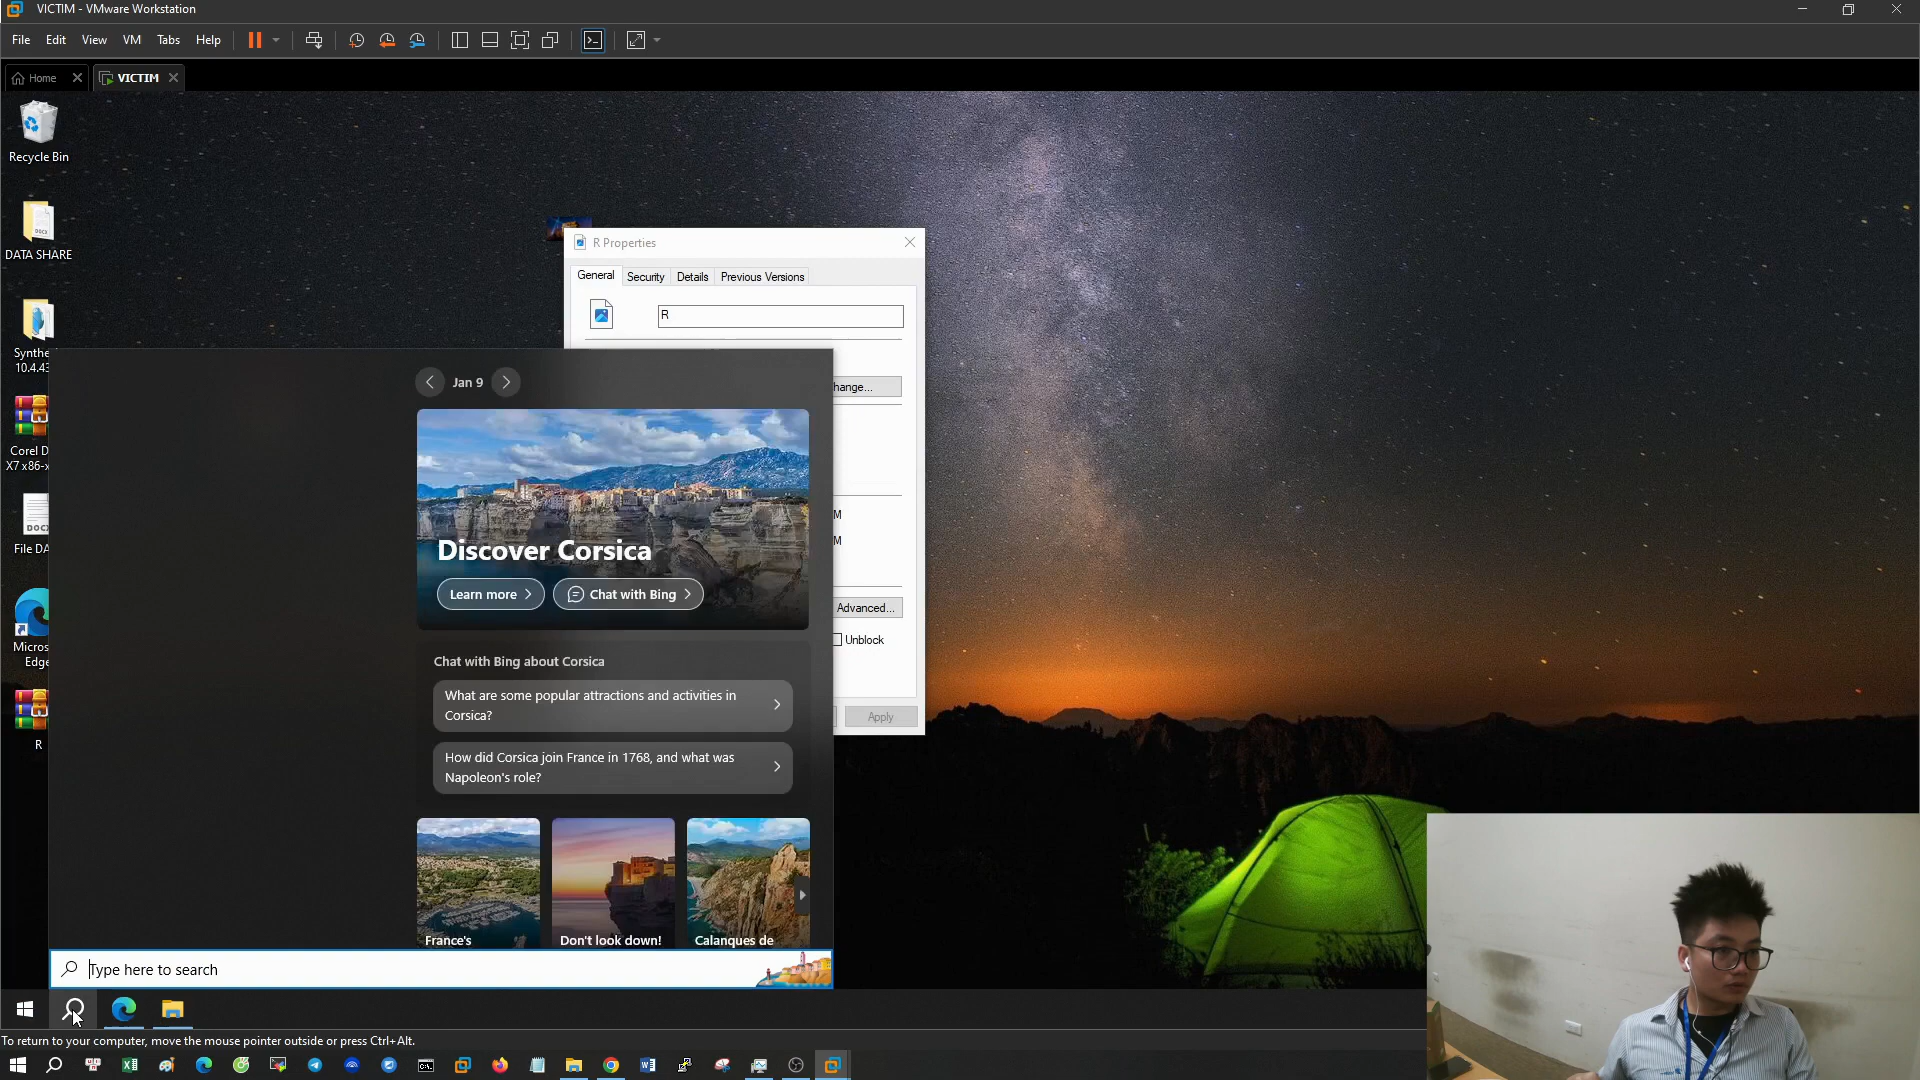 VICTIM - VMware Workstation
File Edit View VM Tabs Help
Home VICTIM
Recycle Bin
DATA SHARE
Synthe
10.4.43
Corel D
X7 x86-x
DOCX
File DA
Micros
Edge
R
R Properties
General Security Details Previous Versions
R
hange...
M
M
Advanced...
Unblock
Apply
Jan 9
Discover Corsica
Learn more
Chat with Bing
Chat with Bing about Corsica
What are some popular attractions and activities in
Corsica?
How did Corsica join France in 1768, and what was
Napoleon's role?
France's
Don't look down!
Calanques de
Type here to search
To return to your computer, move the mouse pointer outside or press Ctrl+Alt.